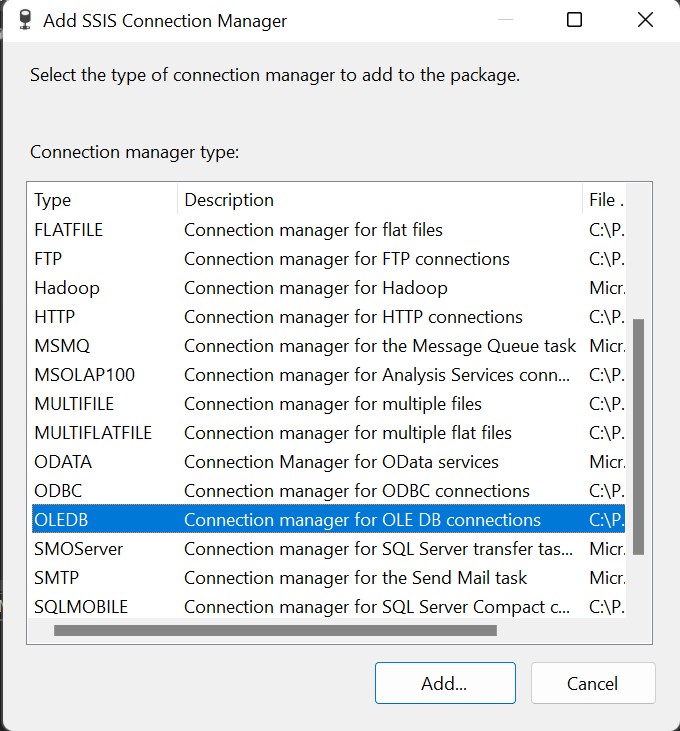 Add SSIS Connection Manager
Select the type of connection manager to add to the package.
Connection manager type:
Type Description File .
FLATFILE Connection manager for flat files C:\P.
FTP Connection manager for FTP connections C:\P.
Hadoop Connection manager for Hadoop Micr.
HTTP Connection manager for HTTP connections C:\P.
MSMQ Connection manager for the Message Queue task Micr.
MSOLAP100 Connection manager for Analysis Services conn... C:\P.
MULTIFILE Connection manager for multiple files C:\P.
MULTIFLATFILE Connection manager for multiple flat files C:\P.
ODATA Connection Manager for OData services Micr.
ODBC Connection manager for ODBC connections C:\P.
OLEDB Connection manager for OLE DB connections C:\P.
SMOServer Connection manager for SQL Server transfer tas... Micr.
SMTP Connection manager for the Send Mail task Micr.
SQLMOBILE Connection manager for SQL Server Compact c... C:\P.
Add... Cancel